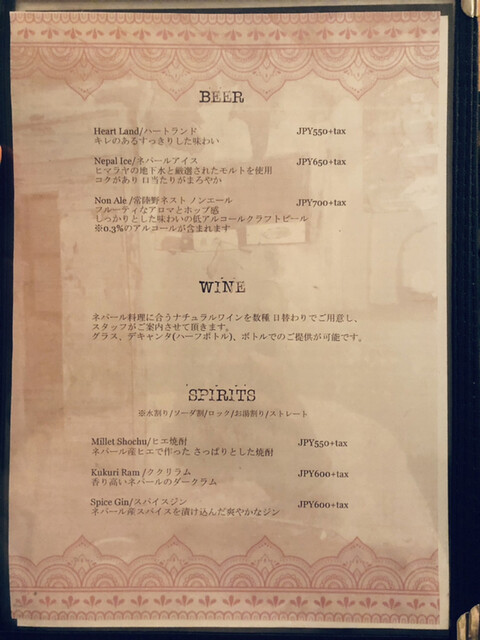 BEER
Heart Land/ハートランド JPY550+tax
キレのあるすっきりした味わい
Nepal Ice/ネパールアイス JPY650+tax
ヒマラヤの地下水と厳選されたモルトを使用
コクがあり 口当たりがまろやか
Non Ale /常陸野ネスト ノンエール JPY700+tax
フルーティなアロマとホップ感
しっかりとした味わいの低アルコールクラフトビール
※0.3%のアルコールが含まれます
WINE
ネパール料理に合うナチュラルワインを数種 日替わりでご用意し、
スタッフがご案内させて頂きます。
グラス、デキャンタ(ハーフボトル)、ボトルでのご提供が可能です。
SPIRITS
※水割り/ソーダ割/ロック/お湯割り/ストレート
Millet Shochu/ヒエ焼酎 JPY550+tax
ネパール産ヒエで作った さっぱりとした焼酎
Kukuri Ram /ククリラム JPY600+tax
香り高いネパールのダークラム
Spice Gin/スパイスジン JPY600+tax
ネパール産スパイスを漬け込んだ爽やかなジン